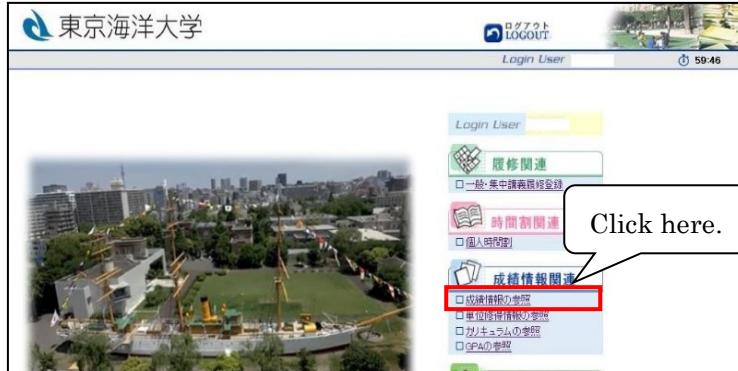 東京海洋大学
ログアウト
LOGOUT
Login User
59:46
Login User
履修関連
一般・集中講義履修登録
時間割関連
個人時間割
Click here.
成績情報関連
成績情報の参照
単位修得情報の参照
カリキュラムの参照
GPAの参照